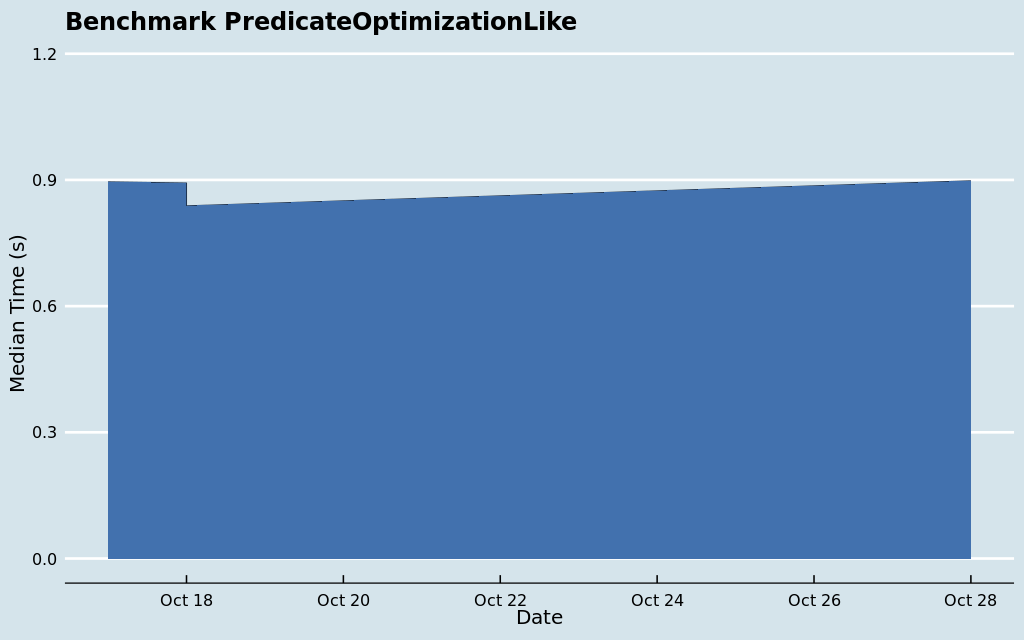 Benchmark PredicateOptimizationLike
1.2
0.9
0.6
0.3
0.0
Median Time (s)
Oct 18 Oct 20 Oct 22 Oct 24 Oct 26 Oct 28
Date